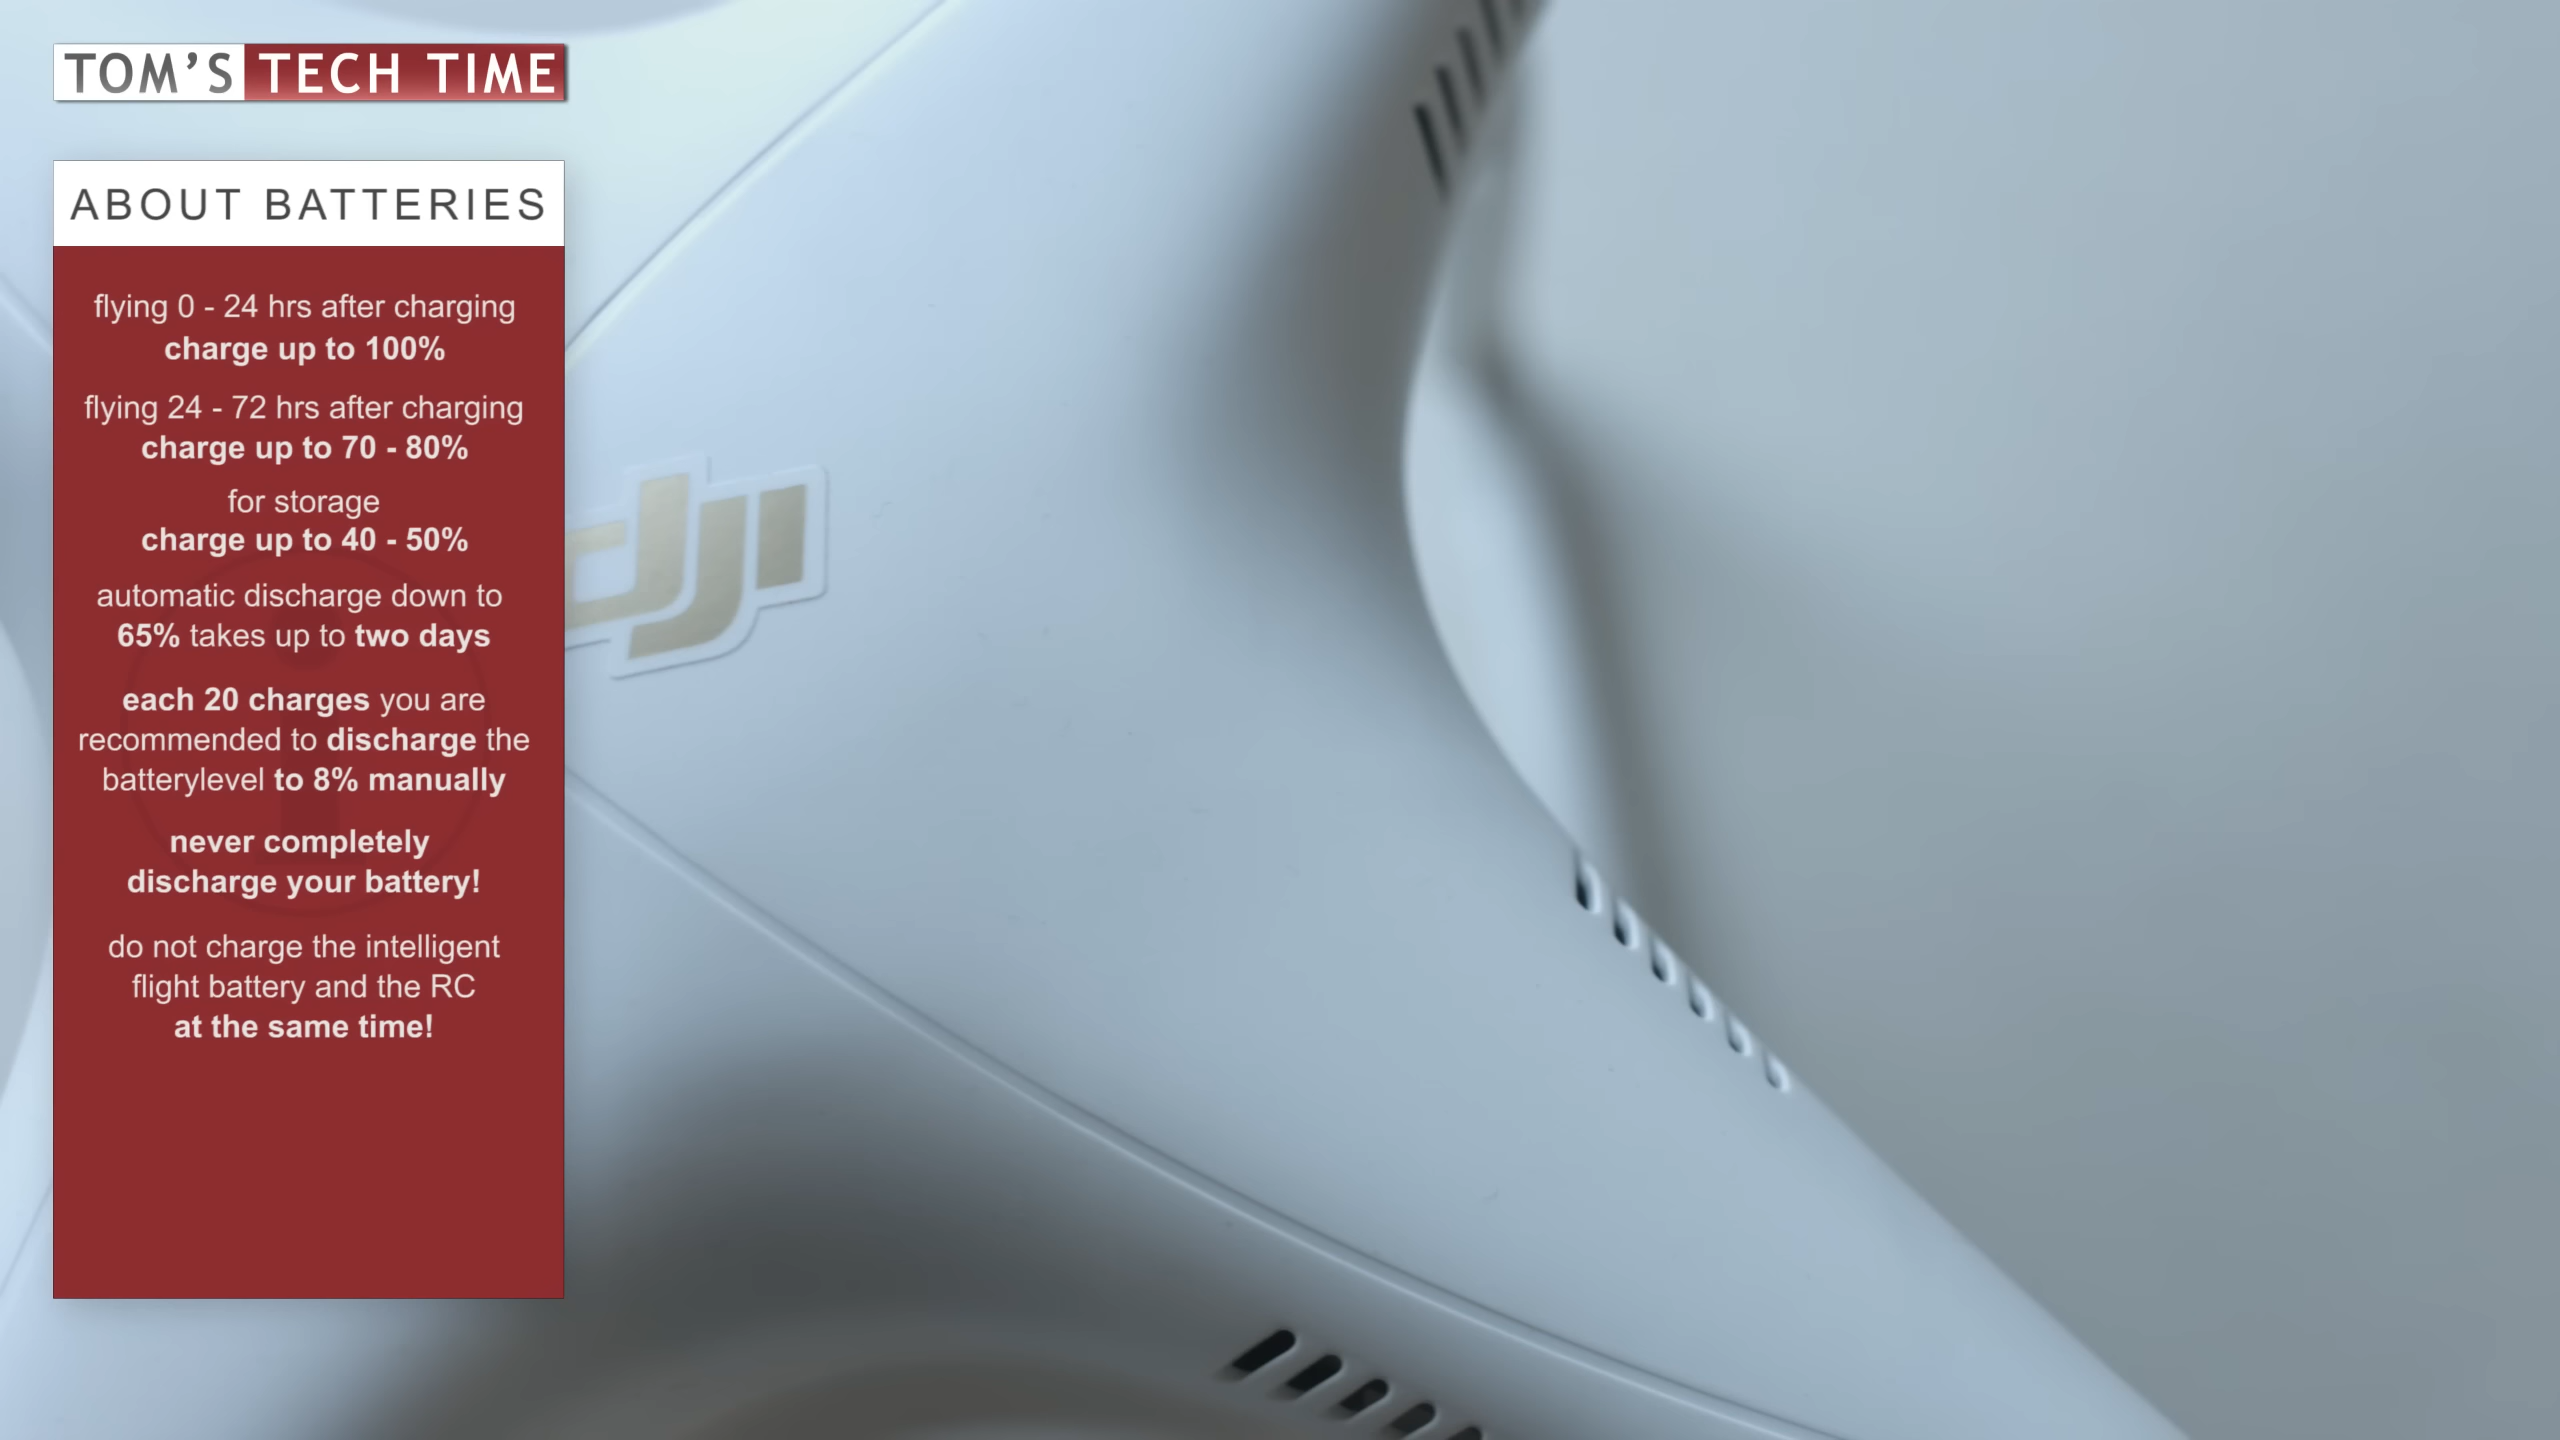 TOM'S TECH TIME
ABOUT BATTERIES
flying 0 - 24 hrs after charging
charge up to 100%
flying 24 - 72 hrs after charging
charge up to 70 - 80%
for storage
charge up to 40 - 50%
automatic discharge down to
65% takes up to two days
each 20 charges you are
recommended to discharge the
batterylevel to 8% manually
never completely
discharge your battery!
do not charge the intelligent
flight battery and the RC
at the same time!
dji